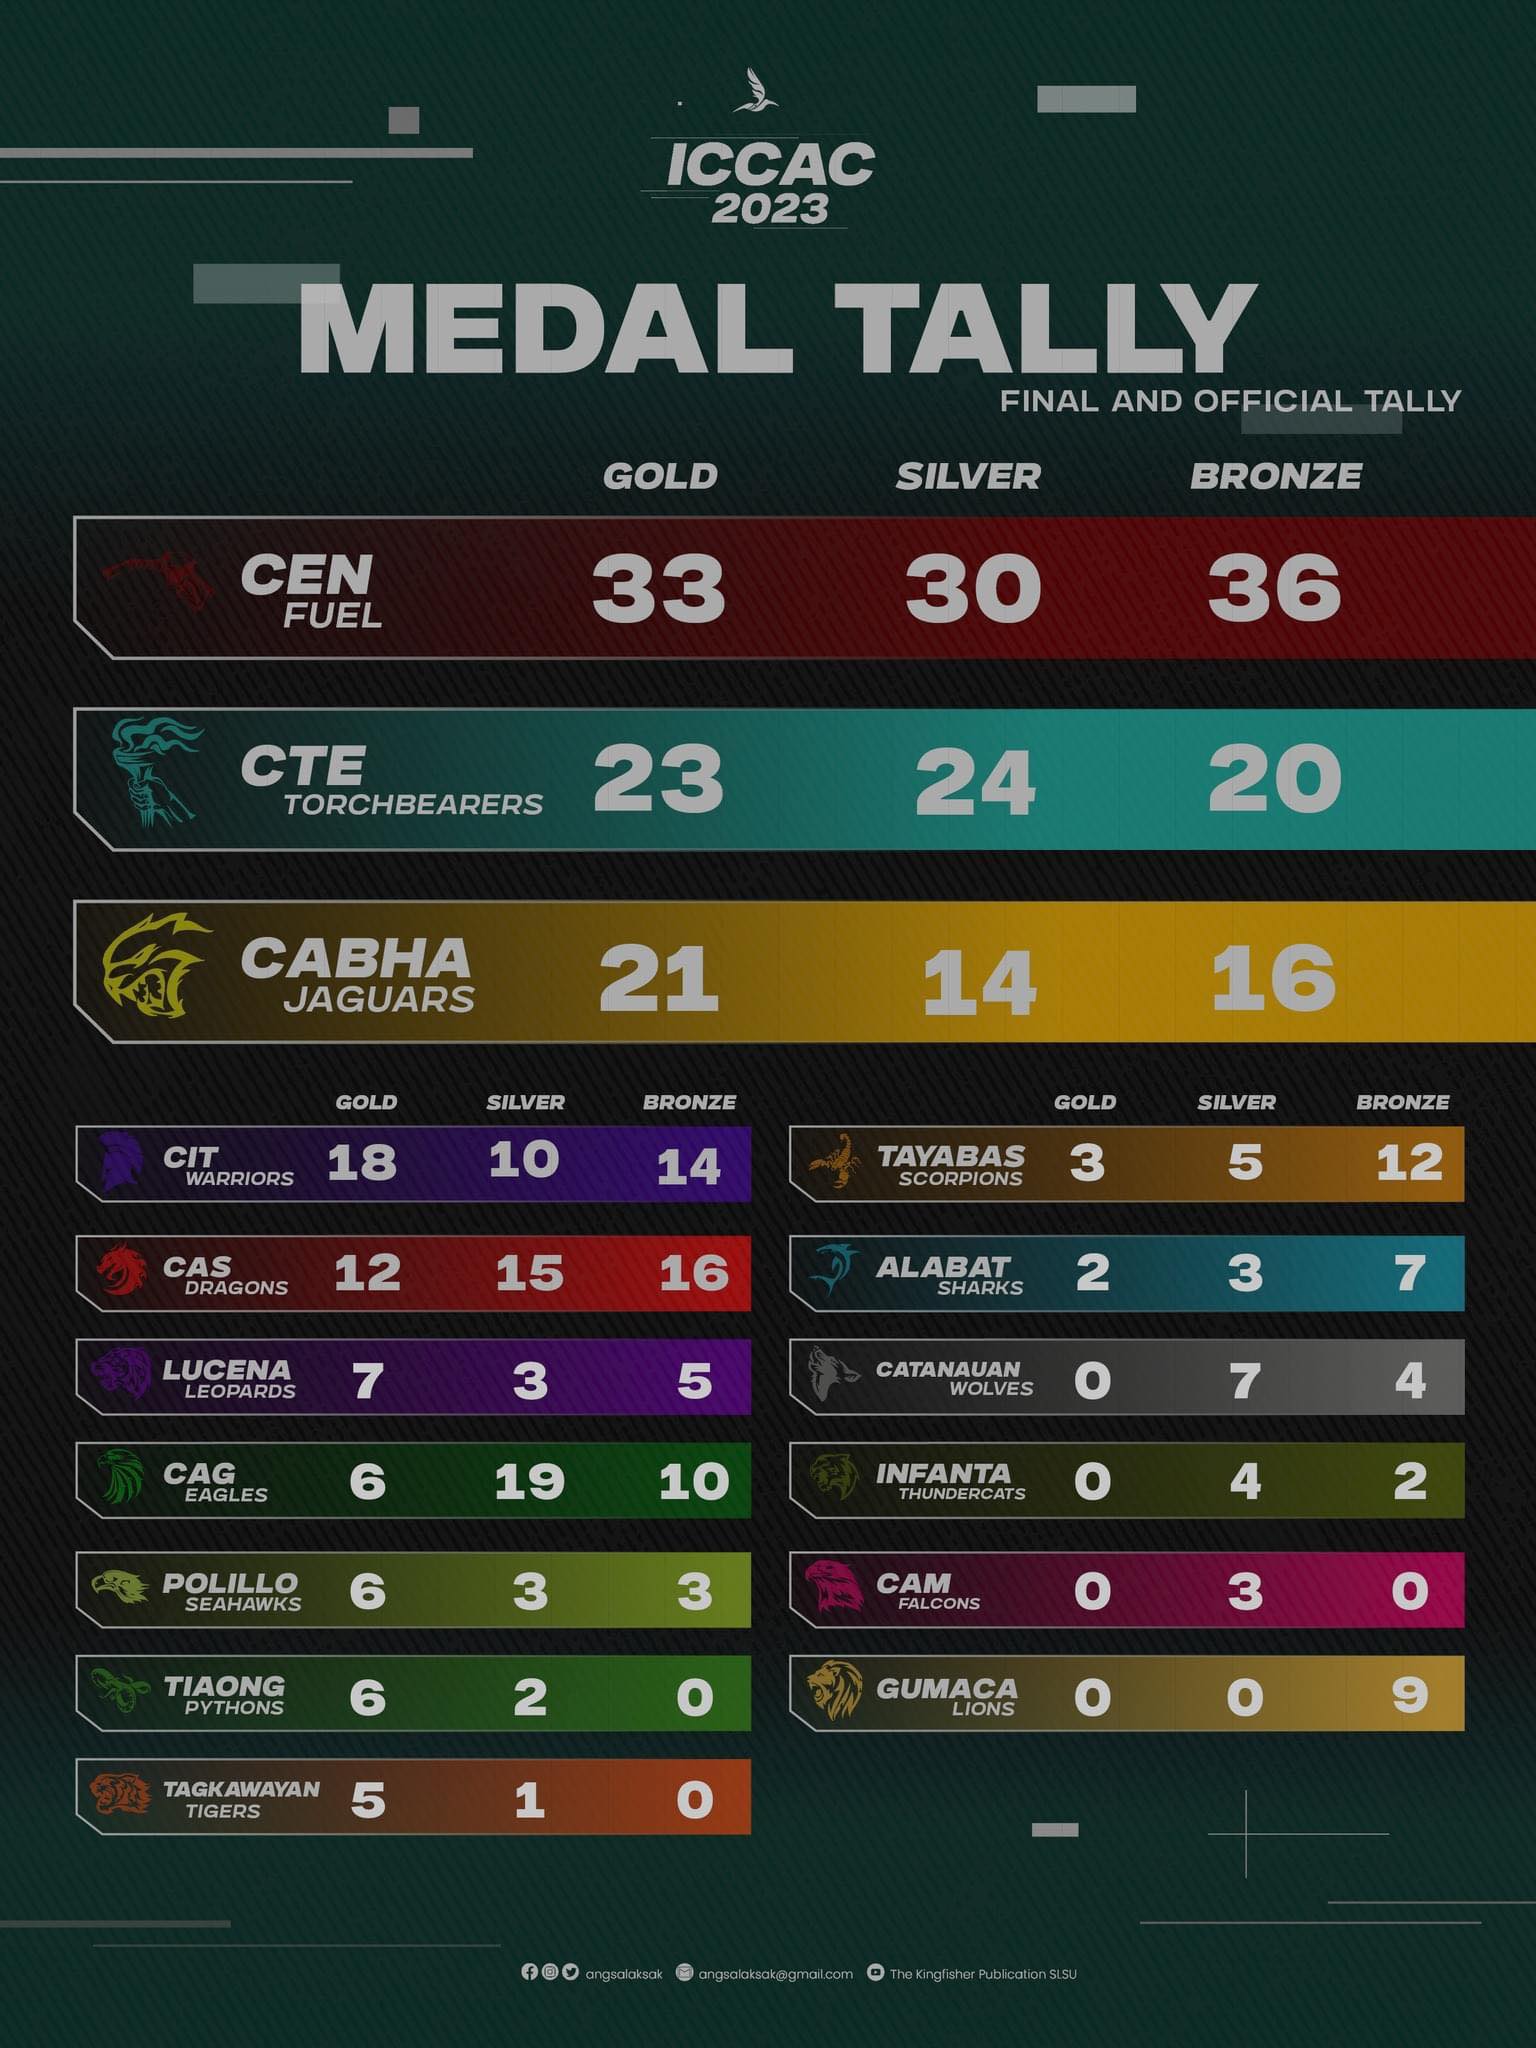 ICCAC
2023
MEDAL TALLY
FINAL AND OFFICIAL TALLY
GOLD SILVER BRONZE
CEN
FUEL
33 30 36
CTE
TORCHBEARERS
23 24 20
CABHA
JAGUARS
21 14 16
GOLD SILVER BRONZE
CIT
WARRIORS
18 10 14
CAS
DRAGONS
12 15 16
LUCENA
LEOPARDS
7 3 5
CAG
EAGLES
6 19 10
POLILLO
SEAHAWKS
6 3 3
TIAONG
PYTHONS
6 2 0
TAGKAWAYAN
TIGERS
5 1 0
GOLD SILVER BRONZE
TAYABAS
SCORPIONS
3 5 12
ALABAT
SHARKS
2 3 7
CATANAUAN
WOLVES
0 7 4
INFANTA
THUNDERCATS
0 4 2
CAM
FALCONS
0 3 0
GUMACA
LIONS
0 0 9
angsalaksak angsalaksak@gmail.com The Kingfisher Publication SLSU